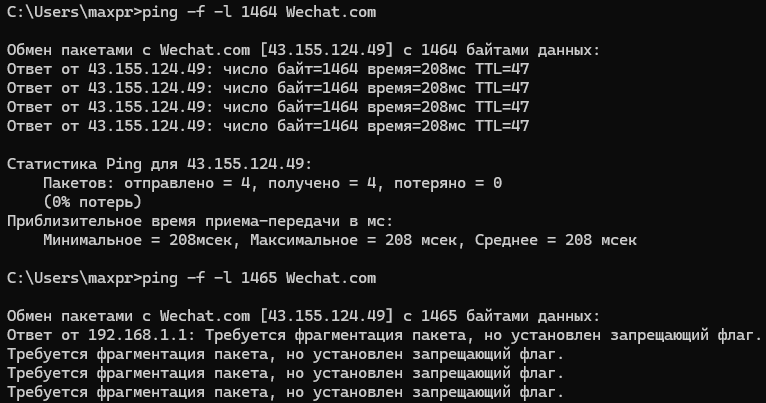 C:\Users\maxpr>ping -f -l 1464 Wechat.com
Обмен пакетами с Wechat.com [43.155.124.49] с 1464 байтами данных:
Ответ от 43.155.124.49: число байт=1464 время=208мс TTL=47
Ответ от 43.155.124.49: число байт=1464 время=208мс TTL=47
Ответ от 43.155.124.49: число байт=1464 время=208мс TTL=47
Ответ от 43.155.124.49: число байт=1464 время=208мс TTL=47
Статистика Ping для 43.155.124.49:
Пакетов: отправлено = 4, получено = 4, потеряно = 0
(0% потерь)
Приблизительное время приема-передачи в мс:
Минимальное = 208мсек, Максимальное = 208 мсек, Среднее = 208 мсек
C:\Users\maxpr>ping -f -l 1465 Wechat.com
Обмен пакетами с Wechat.com [43.155.124.49] с 1465 байтами данных:
Ответ от 192.168.1.1: Требуется фрагментация пакета, но установлен запрещающий флаг.
Требуется фрагментация пакета, но установлен запрещающий флаг.
Требуется фрагментация пакета, но установлен запрещающий флаг.
Требуется фрагментация пакета, но установлен запрещающий флаг.